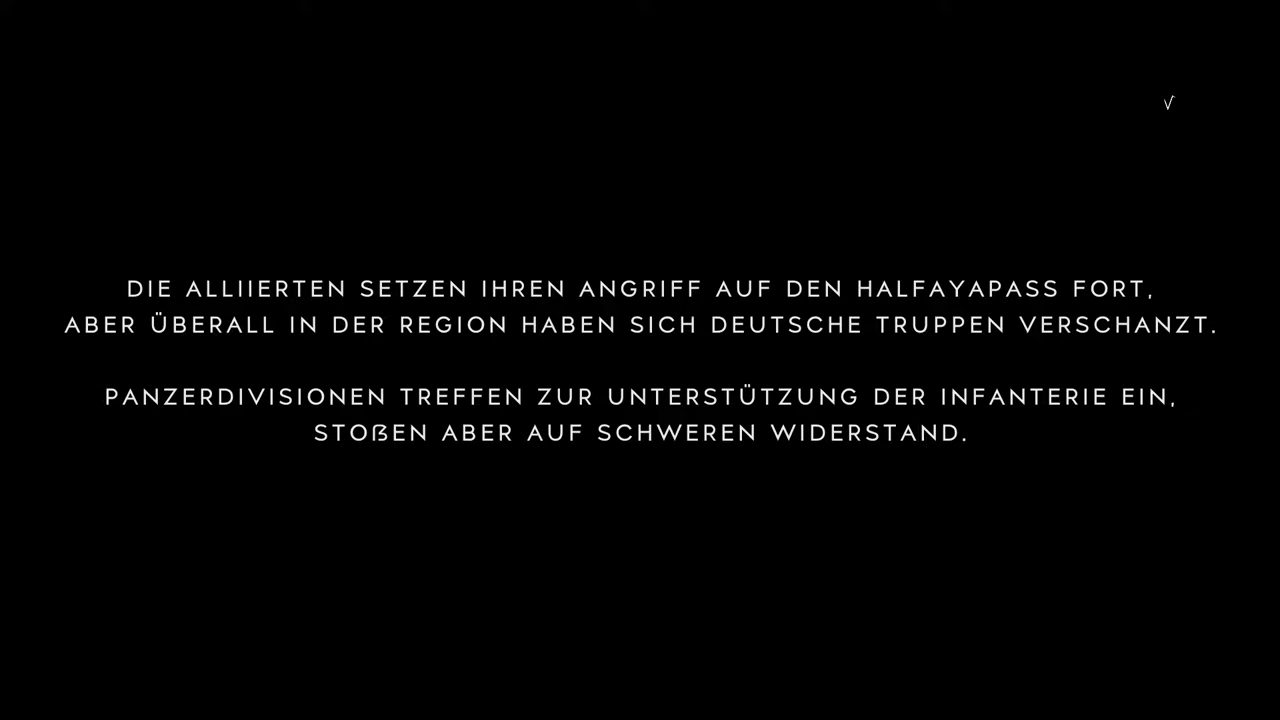 √
DIE ALLIIERTEN SETZEN IHREN ANGRIFF AUF DEN HALFAYAPASS FORT,
ABER ÜBERALL IN DER REGION HABEN SICH DEUTSCHE TRUPPEN VERSCHANZT.
PANZERDIVISIONEN TREFFEN ZUR UNTERSTÜTZUNG DER INFANTERIE EIN,
STOßEN ABER AUF SCHWEREN WIDERSTAND.